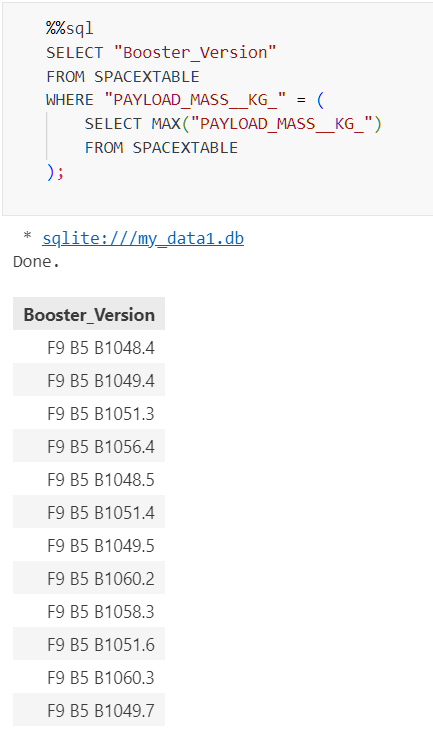 %%sql
SELECT "Booster_Version"
FROM SPACEXTABLE
WHERE "PAYLOAD_MASS__KG_" = (
    SELECT MAX("PAYLOAD_MASS__KG_")
    FROM SPACEXTABLE
);
* sqlite:///my_data1.db
Done.
Booster_Version
F9 B5 B1048.4
F9 B5 B1049.4
F9 B5 B1051.3
F9 B5 B1056.4
F9 B5 B1048.5
F9 B5 B1051.4
F9 B5 B1049.5
F9 B5 B1060.2
F9 B5 B1058.3
F9 B5 B1051.6
F9 B5 B1060.3
F9 B5 B1049.7